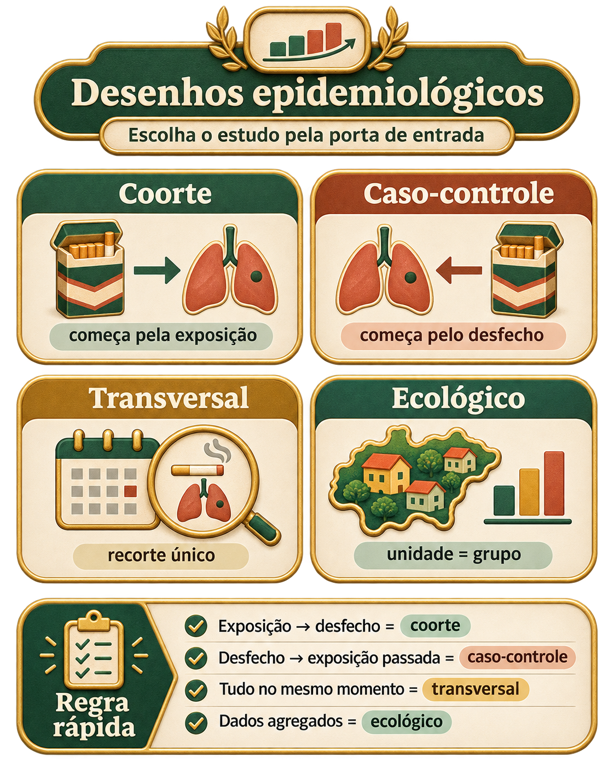 Desenhos epidemiológicos
Escolha o estudo pela porta de entrada
Coorte
começa pela exposição
Caso-controle
começa pelo desfecho
Transversal
recorte único
Ecológico
unidade = grupo
Regra
rápida
Exposição → desfecho = coorte
Desfecho → exposição passada = caso-controle
Tudo no mesmo momento = transversal
Dados agregados = ecológico